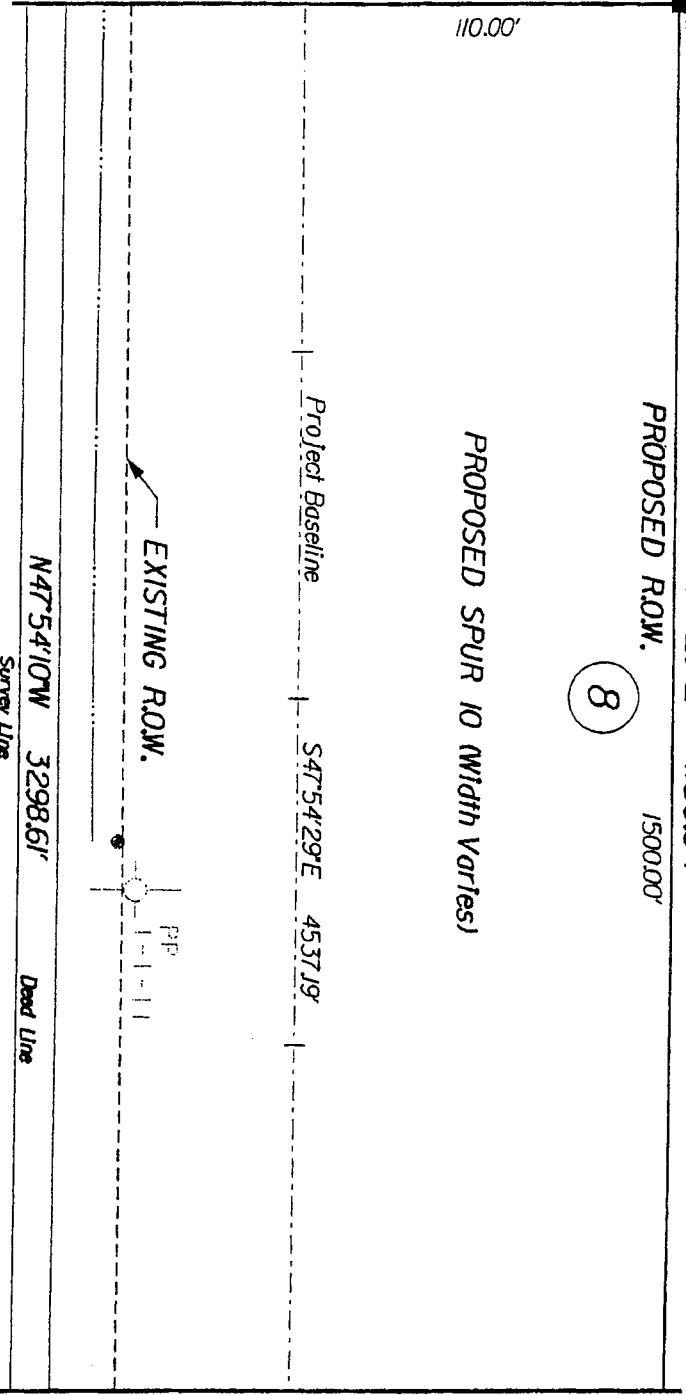 110.00'
PROPOSED R.O.W.
1500.00'
8
PROPOSED SPUR 10 (Width Varies)
Project Baseline
S47°54'29"E 4537.19'
EXISTING R.O.W.
PP
N47°54'10"W 3298.61'
Deed Line
Survey Line